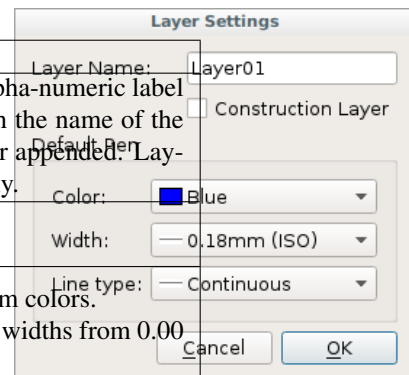 Layer Settings
Layer Name: Layer01
pha-numeric label
Construction Layer
n the name of the
Default Pen
r appended. Lay-
y.
Color: Blue
Width: 0.18mm (ISO)
Line type: Continuous
m colors.
widths from 0.00
Cancel OK